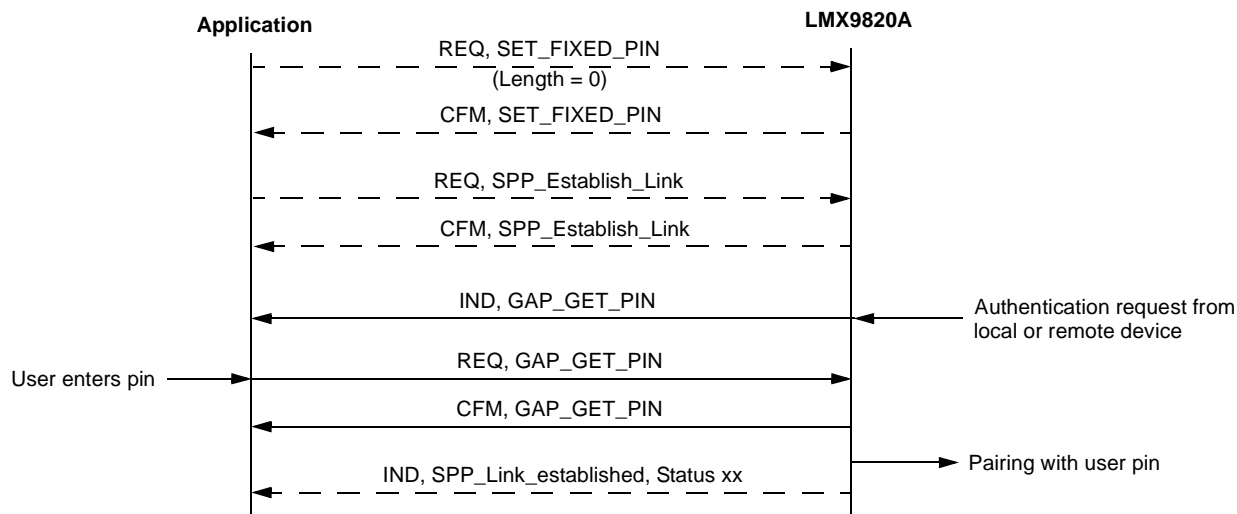 Application
LMX9820A
REQ, SET_FIXED_PIN
(Length = 0)
CFM, SET_FIXED_PIN
REQ, SPP_Establish_Link
CFM, SPP_Establish_Link
IND, GAP_GET_PIN
Authentication request from
local or remote device
REQ, GAP_GET_PIN
User enters pin
CFM, GAP_GET_PIN
Pairing with user pin
IND, SPP_Link_established, Status xx